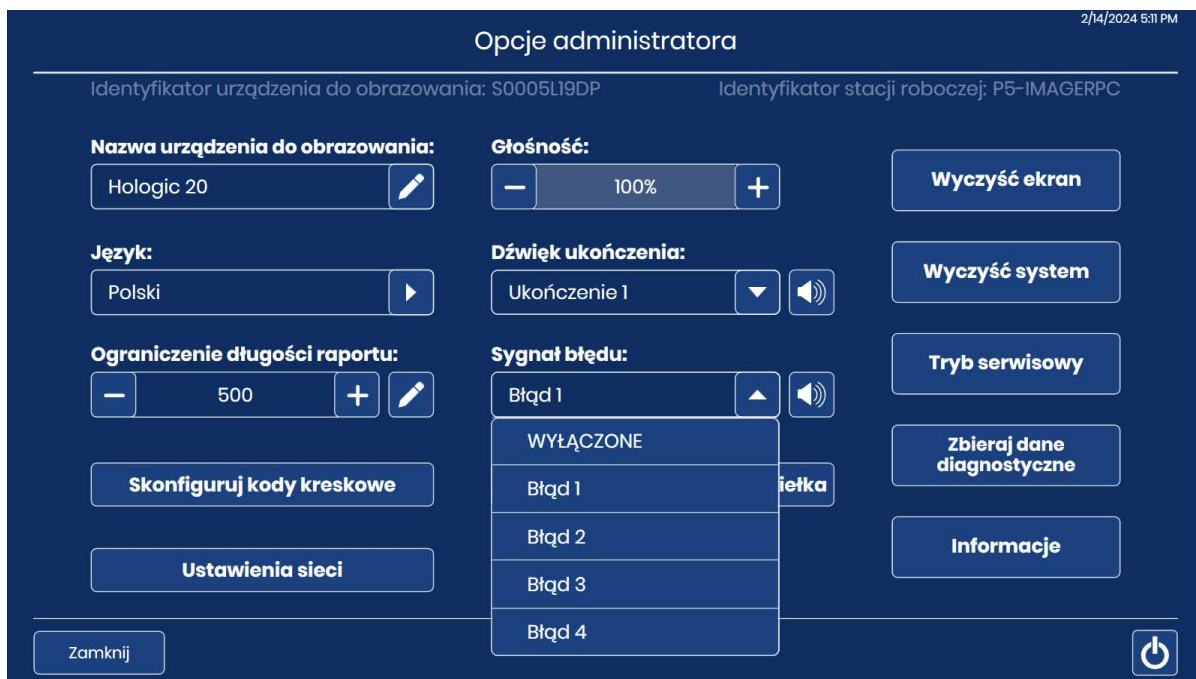 2/14/2024 5:11 PM
Opcje administratora
Identyfikator urządzenia do obrazowania: S0005L19DP
Identyfikator stacji roboczej: P5-IMAGERPC
Nazwa urządzenia do obrazowania:
Hologic 20
Język:
Polski
Ograniczenie długości raportu:
500
Skonfiguruj kody kreskowe
Ustawienia sieci
Głośność:
100%
Dźwięk ukończenia:
Ukończenie 1
Sygnał błędu:
Błąd 1
WYŁĄCZONE
Błąd 1
Błąd 2
Błąd 3
Błąd 4
iełka
Wyczyść ekran
Wyczyść system
Tryb serwisowy
Zbieraj dane
diagnostyczne
Informacje
Zamknij